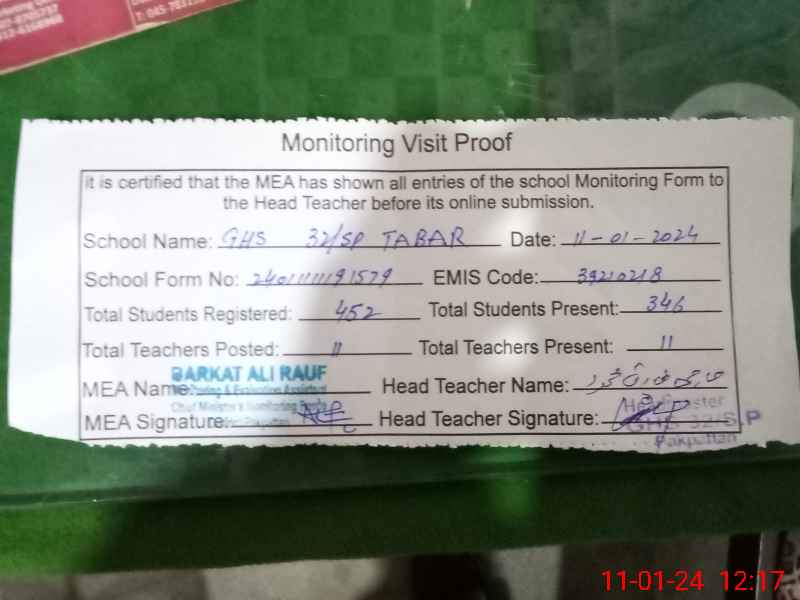 Monitoring Visit Proof
it is certified that the MEA has shown all entries of the school Monitoring Form to
the Head Teacher before its online submission.
School Name: GHS 32/SP TABAR Date: 11-01-2024
School Form No: EMIS Code: 39210218
Total Students Registered: 452 Total Students Present: 346
Total Teachers Posted: 11 Total Teachers Present: 11
BARKAT ALI RAUF
MEA Name: Head Teacher Name:
MEA Signature: Head Teacher Signature:
Headmaster
GHS 32/S.P
Pakpattan
11-01-24 12:17